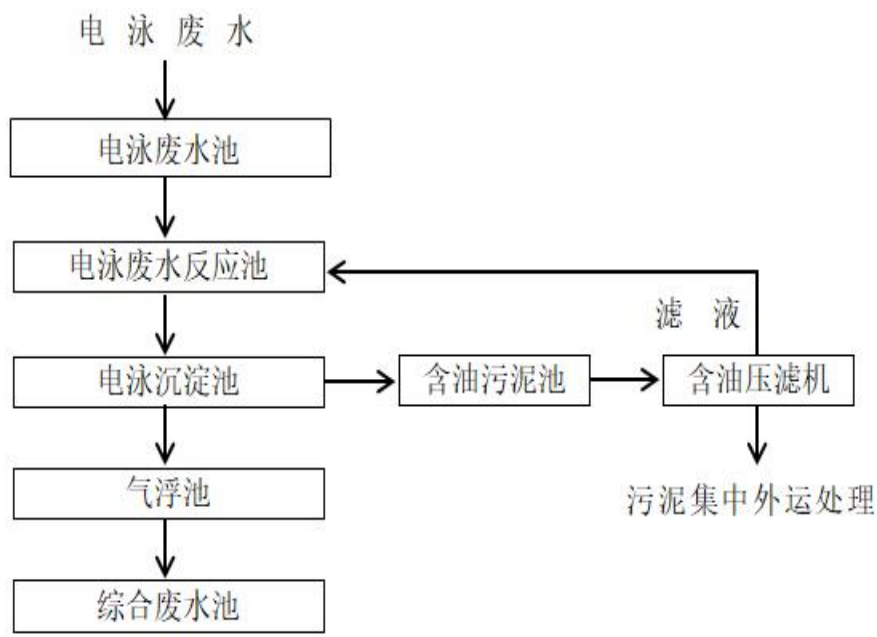 电泳废水
电泳废水池
电泳废水反应池
滤液
电泳沉淀池
含油污泥池
含油压滤机
气浮池
污泥集中外运处理
综合废水池